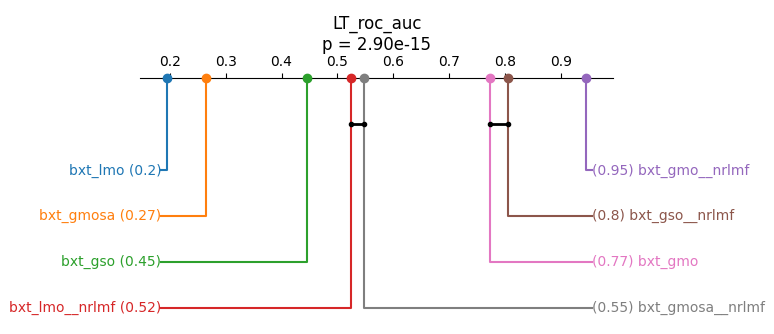 LT_roc_auc
p = 2.90e-15
0.2 0.3 0.4 0.5 0.6 0.7 0.8 0.9
bxt_lmo (0.2) (0.95) bxt_gmo__nrlmf
bxt_gmosa (0.27) (0.8) bxt_gso__nrlmf
bxt_gso (0.45) (0.77) bxt_gmo
bxt_lmo__nrlmf (0.52) (0.55) bxt_gmosa__nrlmf